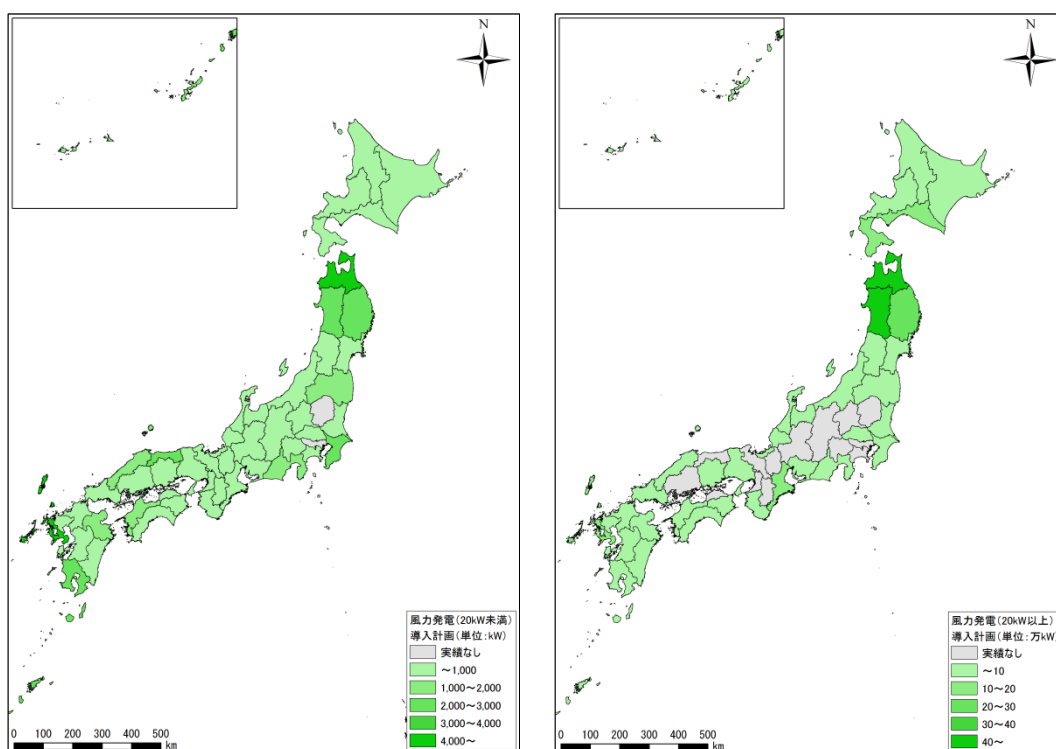 N
風力発電(20kW未満)
導入計画(単位:kW)
実績なし
～1,000
1,000～2,000
2,000～3,000
3,000～4,000
4,000～
0 100 200 300 400 500
km
N
風力発電(20kW以上)
導入計画(単位:万kW)
実績なし
～10
10～20
20～30
30～40
40～
0 100 200 300 400 500
km